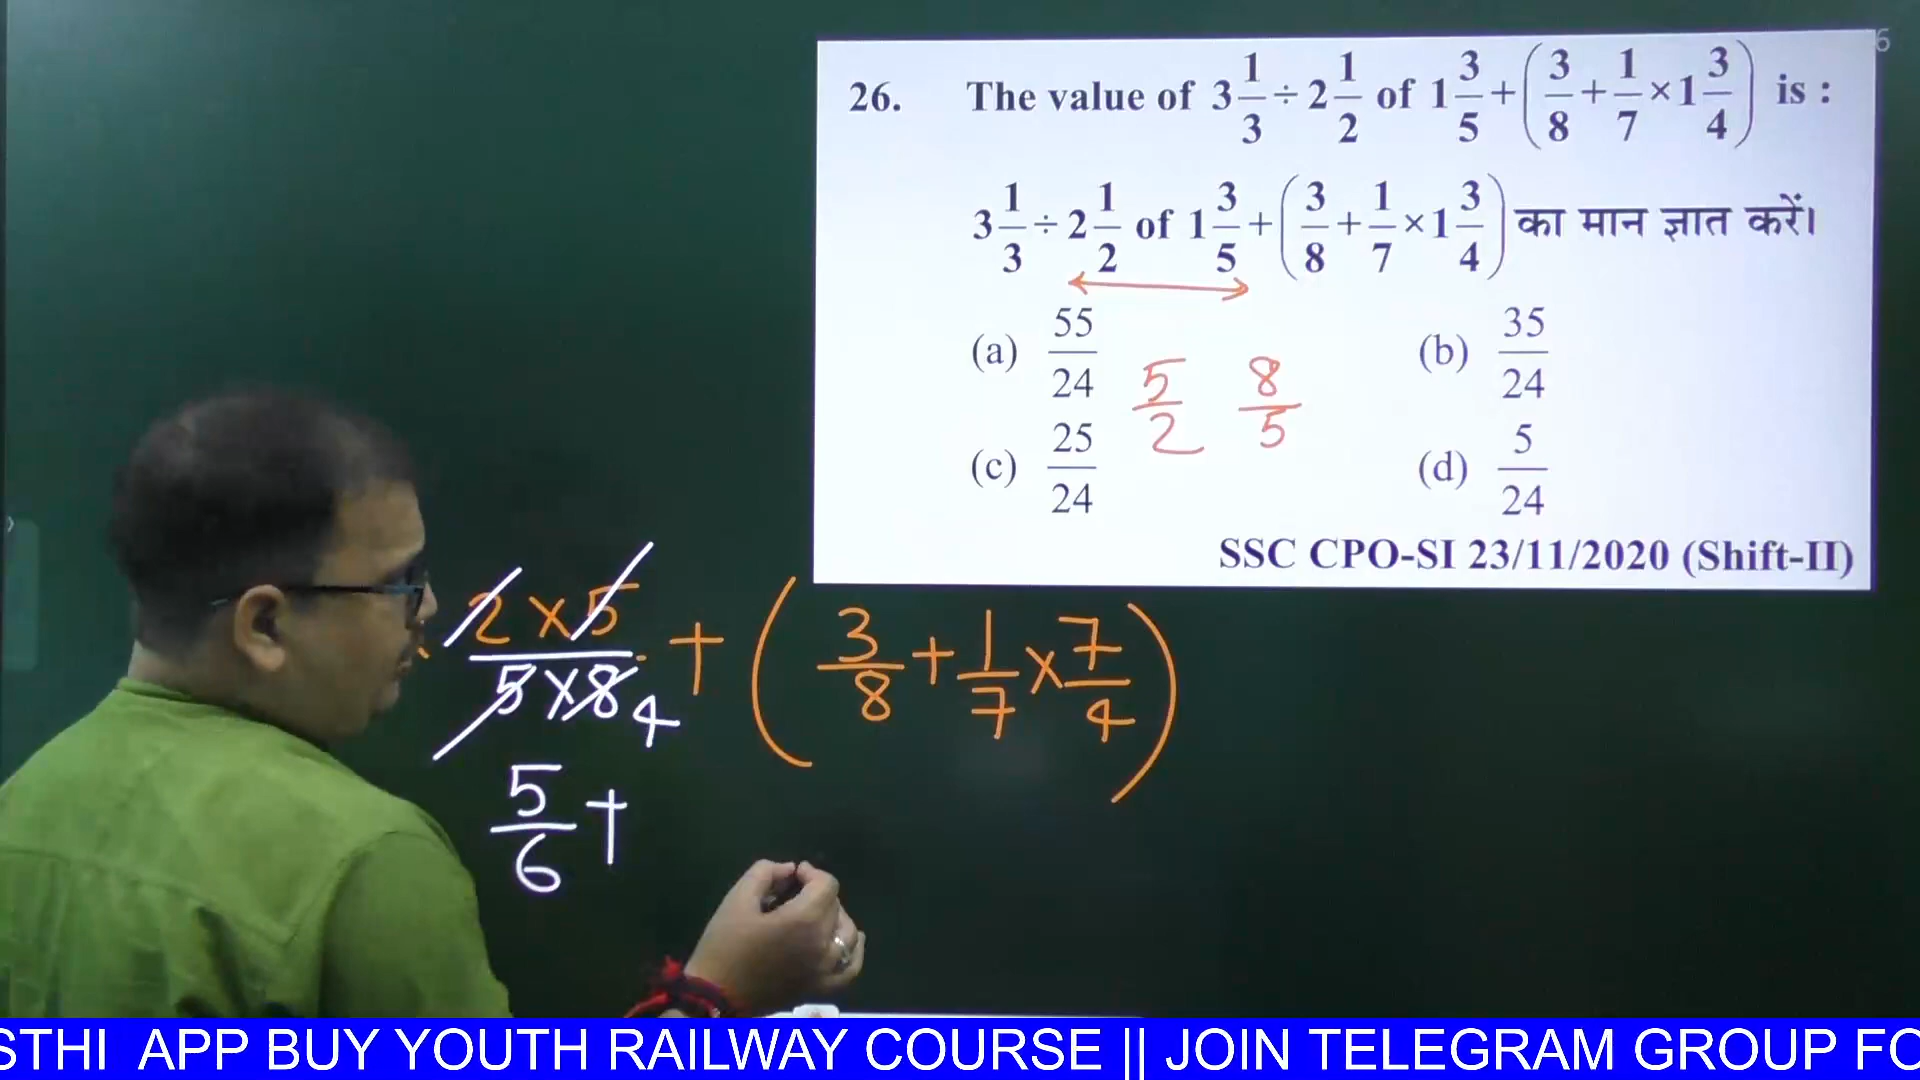 6
26. The value of 3 1/3 ÷ 2 1/2 of 1 3/5 + (3/8 + 1/7 × 1 3/4) is :
3 1/3 ÷ 2 1/2 of 1 3/5 + (3/8 + 1/7 × 1 3/4) का मान ज्ञात करें।
(a) 55/24 (b) 35/24
5/2 8/5
(c) 25/24 (d) 5/24
SSC CPO-SI 23/11/2020 (Shift-II)
2×5/5×8 4 + (3/8 + 1/7 × 7/4)
5/6 +
STHI APP BUY YOUTH RAILWAY COURSE || JOIN TELEGRAM GROUP FO